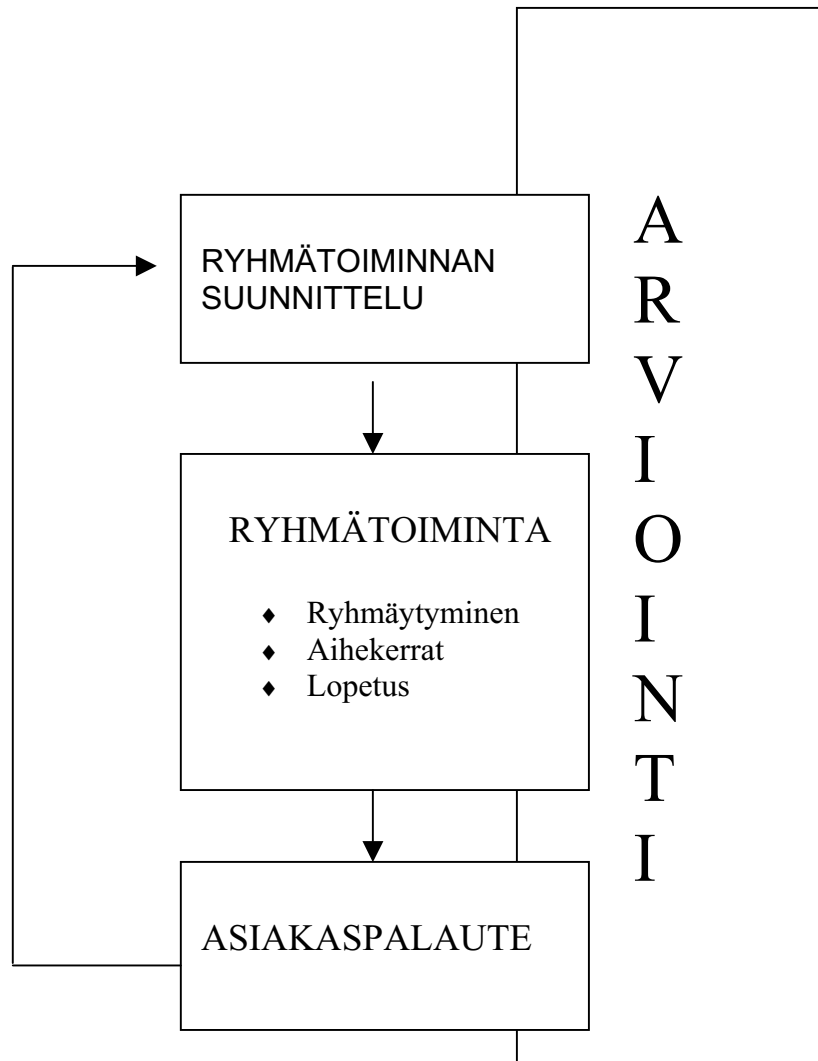 RYHMÄTOIMINNAN
SUUNNITTELU
RYHMÄTOIMINTA
♦ Ryhmäytyminen
♦ Aihekerrat
♦ Lopetus
ASIAKASPALAUTE
A
R
V
I
O
I
N
T
I